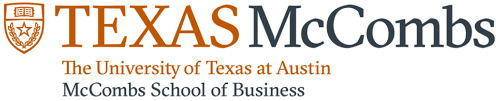 TEXAS McCombs
The University of Texas at Austin
McCombs School of Business